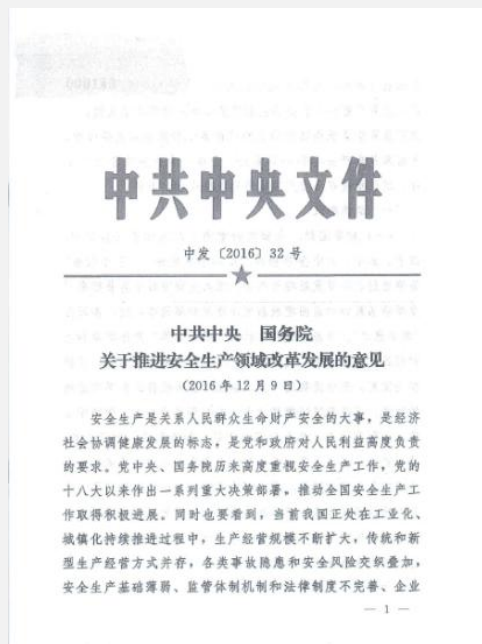 中共中央文件
中发〔2016〕32号
中共中央 国务院
关于推进安全生产领域改革发展的意见
(2016年12月9日)
安全生产是关系人民群众生命财产安全的大事，是经济
社会协调健康发展的标志，是党和政府对人民利益高度负责
的要求。党中央、国务院历来高度重视安全生产工作，党的
十八大以来作出一系列重大决策部署，推动全国安全生产工
作取得积极进展。同时也要看到，当前我国正处在工业化、
城镇化持续推进过程中，生产经营规模不断扩大，传统和新
型生产经营方式并存，各类事故隐患和安全风险交织叠加，
安全生产基础薄弱、监管体制机制和法律制度不完善、企业
— 1 —